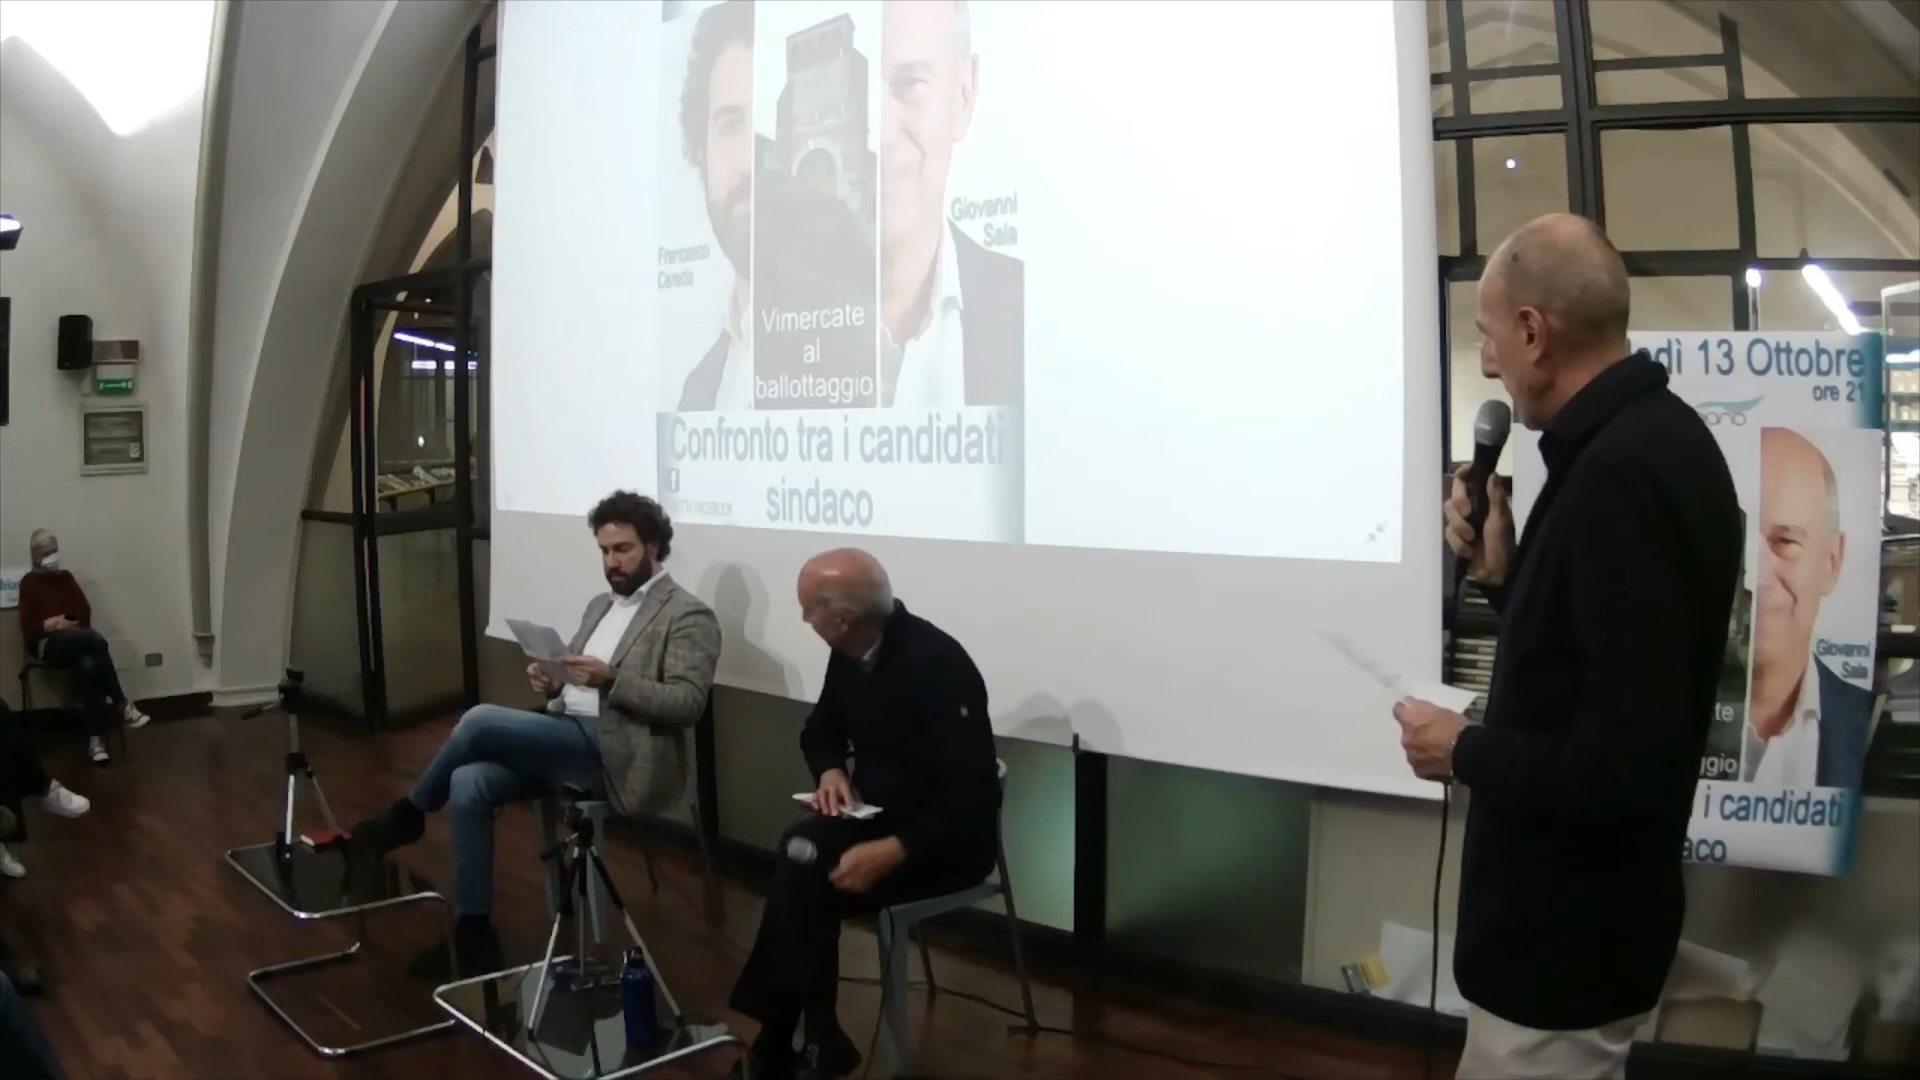 Giovanni
Sala
Francesco
Cereda
Vimercate
al
ballottaggio
Confronto tra i candidati
sindaco
dì 13 Ottobre
ore 21
Giovanni
Sala
te
ggio
i candidati
aco